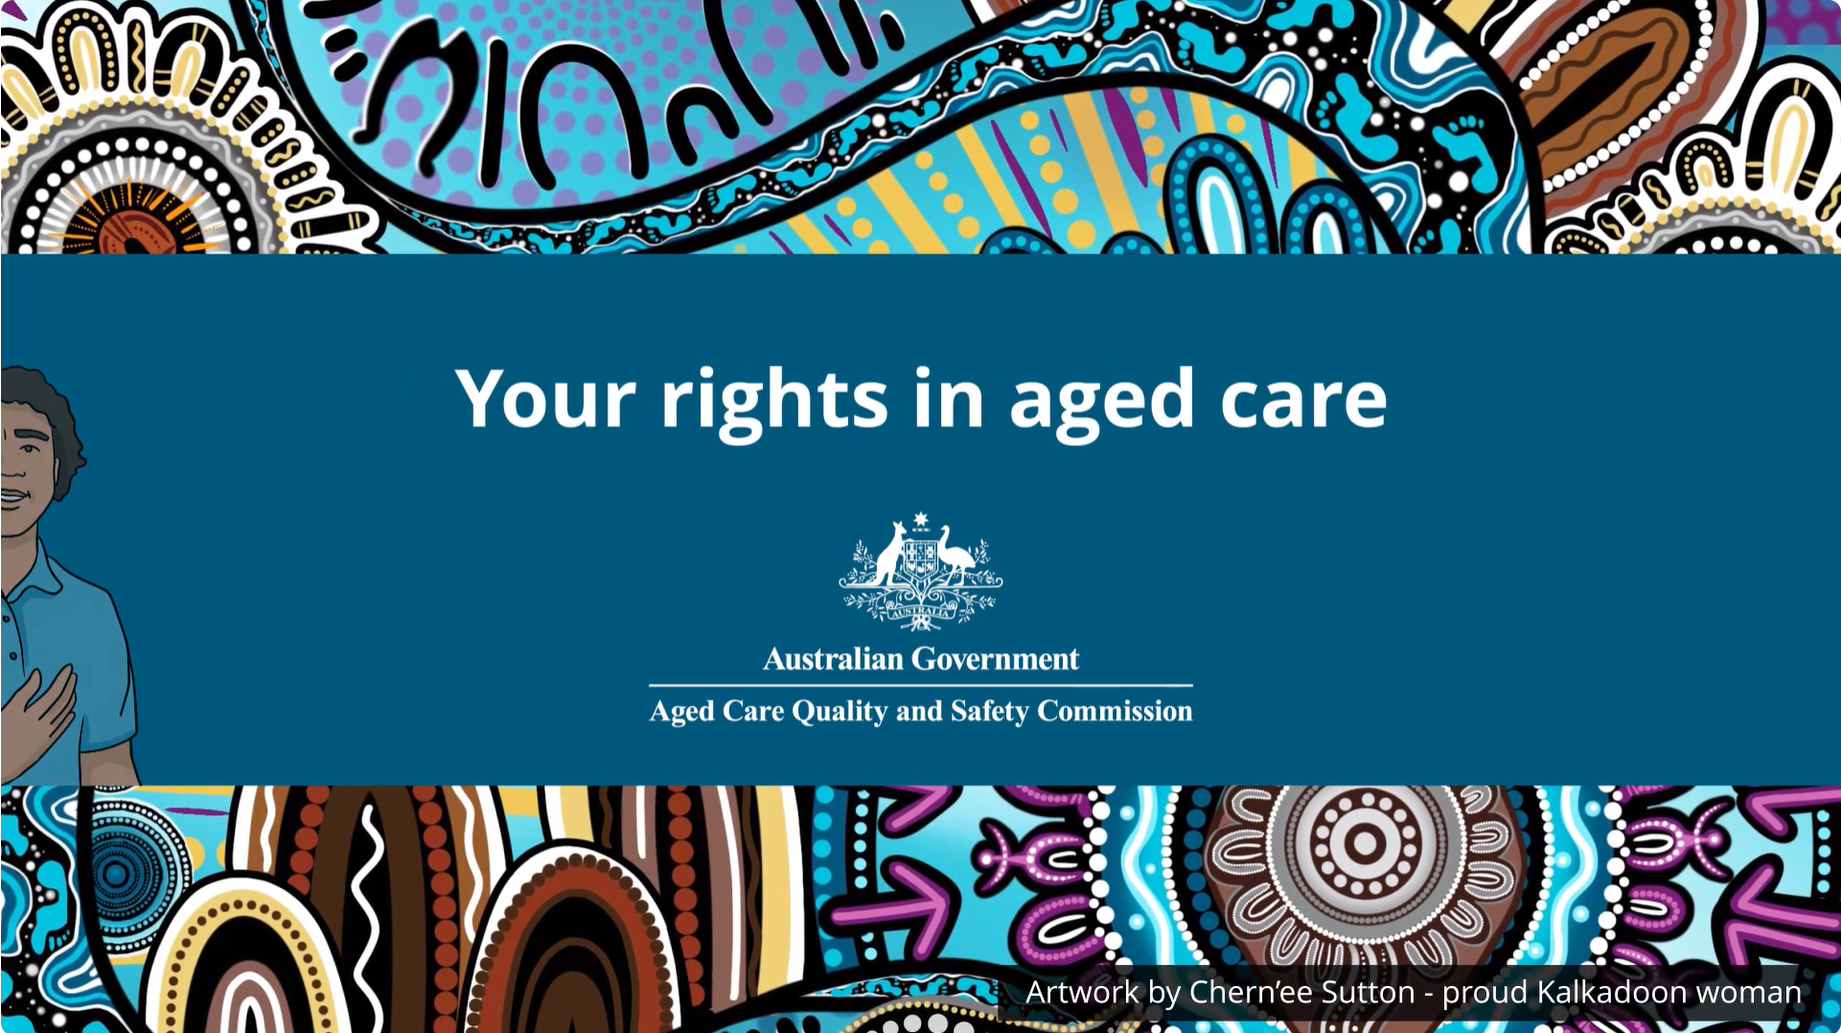 Your rights in aged care
AUSTRALIA
Australian Government
Aged Care Quality and Safety Commission
Artwork by Chern’ee Sutton - proud Kalkadoon woman